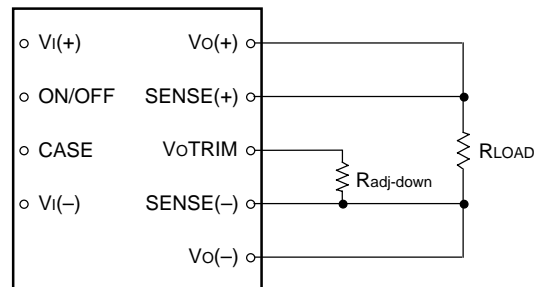 VI(+)
VO(+)
ON/OFF
SENSE(+)
CASE
VOTRIM
RLOAD
Radj-down
VI(–)
SENSE(–)
VO(–)